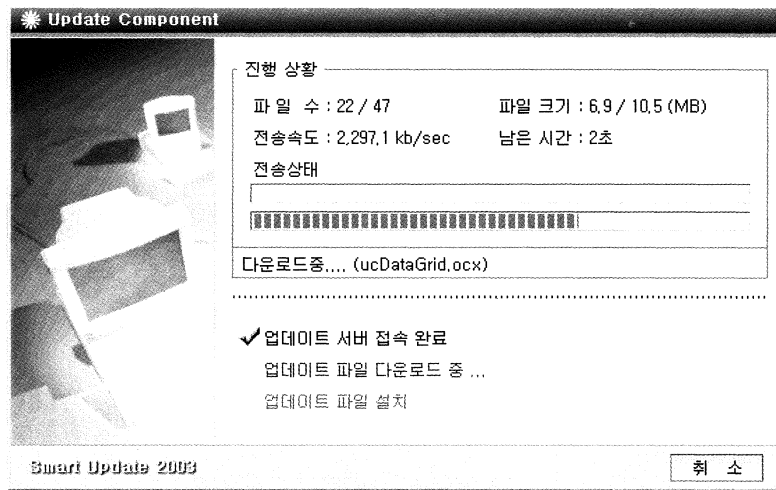 Update Component
진행 상황
파 일 수 : 22 / 47 파일 크기 : 6,9 / 10,5 (MB)
전송속도 : 2,297,1 kb/sec 남은 시간 : 2초
전송상태
다운로드중.... (ucDataGrid,ocx)
업데이트 서버 접속 완료
업데이트 파일 다운로드 중 ...
업데이트 파일 설치
Smart Update 2003 취 소